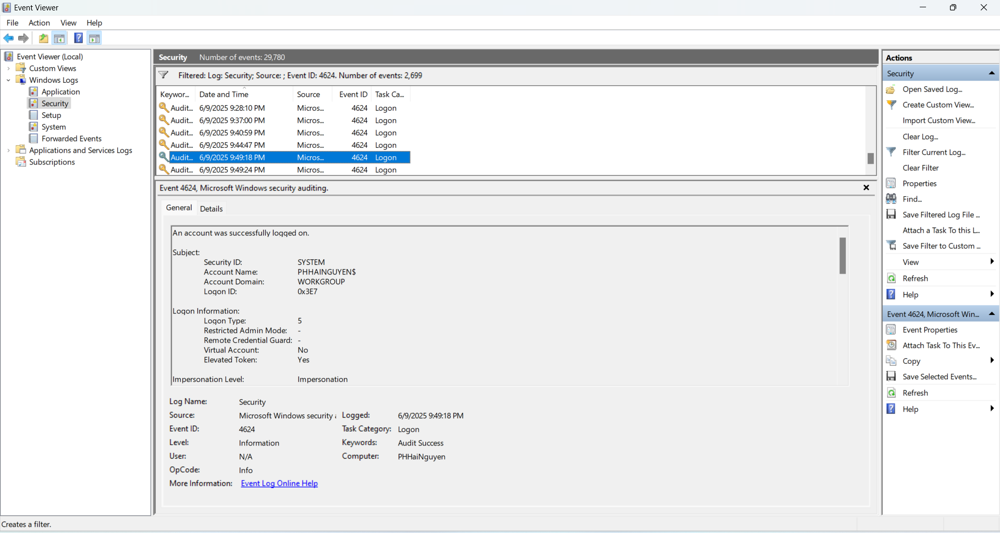 Event Viewer
File Action View Help
Event Viewer (Local)
Custom Views
Windows Logs
Application
Security
Setup
System
Forwarded Events
Applications and Services Logs
Subscriptions
Security Number of events: 29,780
Filtered: Log: Security; Source: ; Event ID: 4624. Number of events: 2,699
Keywor... Date and Time Source Event ID Task Ca...
Audit... 6/9/2025 9:28:10 PM Micros... 4624 Logon
Audit... 6/9/2025 9:37:00 PM Micros... 4624 Logon
Audit... 6/9/2025 9:40:59 PM Micros... 4624 Logon
Audit... 6/9/2025 9:44:47 PM Micros... 4624 Logon
Audit... 6/9/2025 9:49:18 PM Micros... 4624 Logon
Audit... 6/9/2025 9:49:24 PM Micros... 4624 Logon
Event 4624, Microsoft Windows security auditing.
General Details
An account was successfully logged on.
Subject:
Security ID: SYSTEM
Account Name: PHHAINGUYEN$
Account Domain: WORKGROUP
Logon ID: 0x3E7
Logon Information:
Logon Type: 5
Restricted Admin Mode: -
Remote Credential Guard: -
Virtual Account: No
Elevated Token: Yes
Impersonation Level: Impersonation
Log Name: Security
Source: Microsoft Windows security Logged: 6/9/2025 9:49:18 PM
Event ID: 4624 Task Category: Logon
Level: Information Keywords: Audit Success
User: N/A Computer: PHHaiNguyen
OpCode: Info
More Information: Event Log Online Help
Actions
Security
Open Saved Log...
Create Custom View...
Import Custom View...
Clear Log...
Filter Current Log...
Clear Filter
Properties
Find...
Save Filtered Log File ...
Attach a Task To this L...
Save Filter to Custom ...
View
Refresh
Help
Event 4624, Microsoft Win...
Event Properties
Attach Task To This Ev...
Copy
Save Selected Events...
Refresh
Help
Creates a filter.